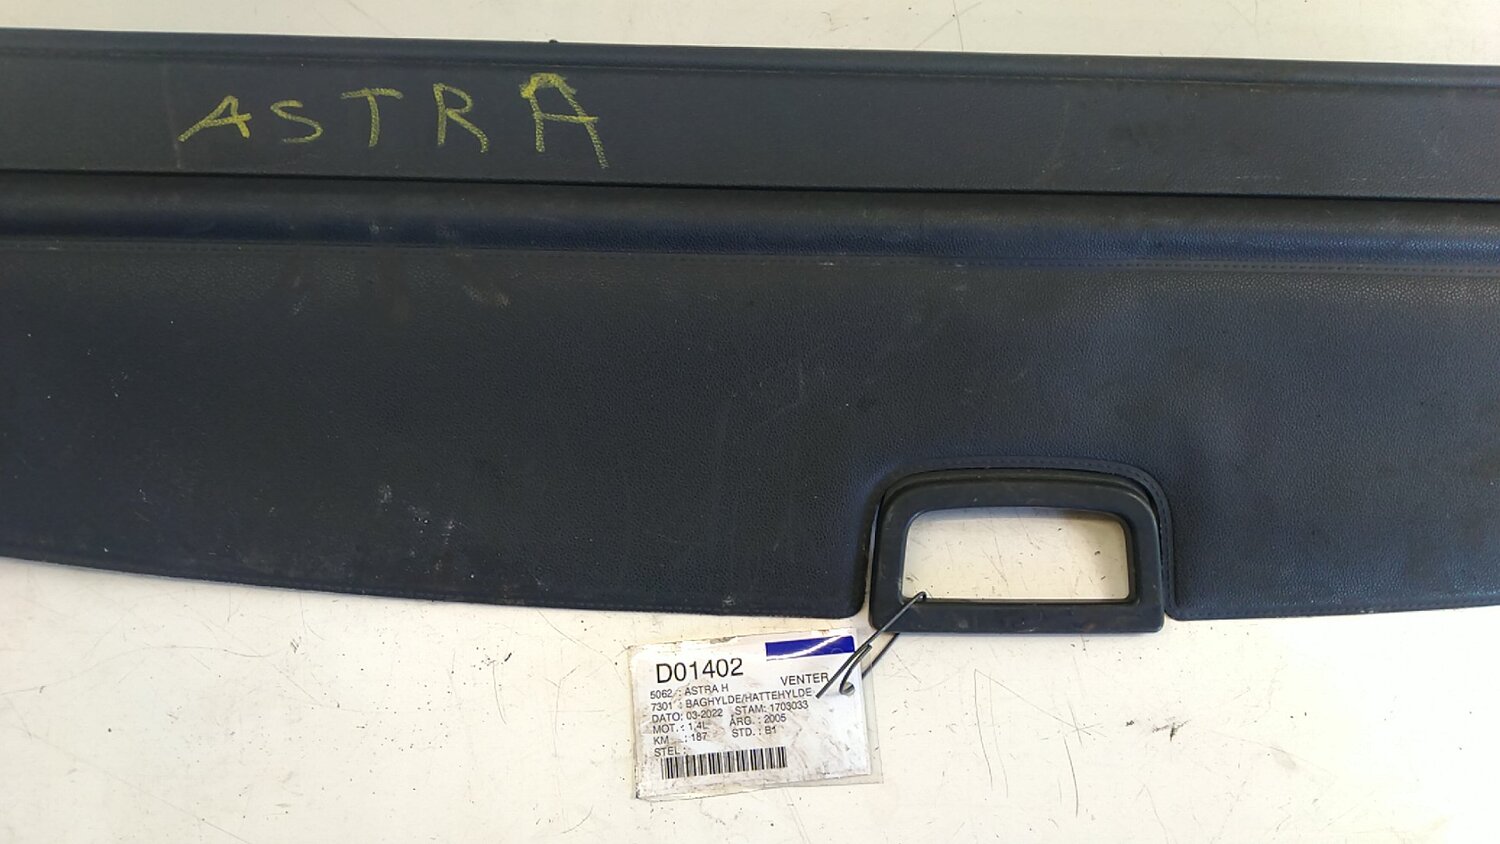 ASTRA
D01402
5062 : ASTRA H VENTER
7301 : BAGHYLDE/HATTEHYLDE
DATO: 03-2022 STAM: 1703033
MOT. : 1,4L ÅRG. : 2005
KM : 187 STD. : B1
STEL :